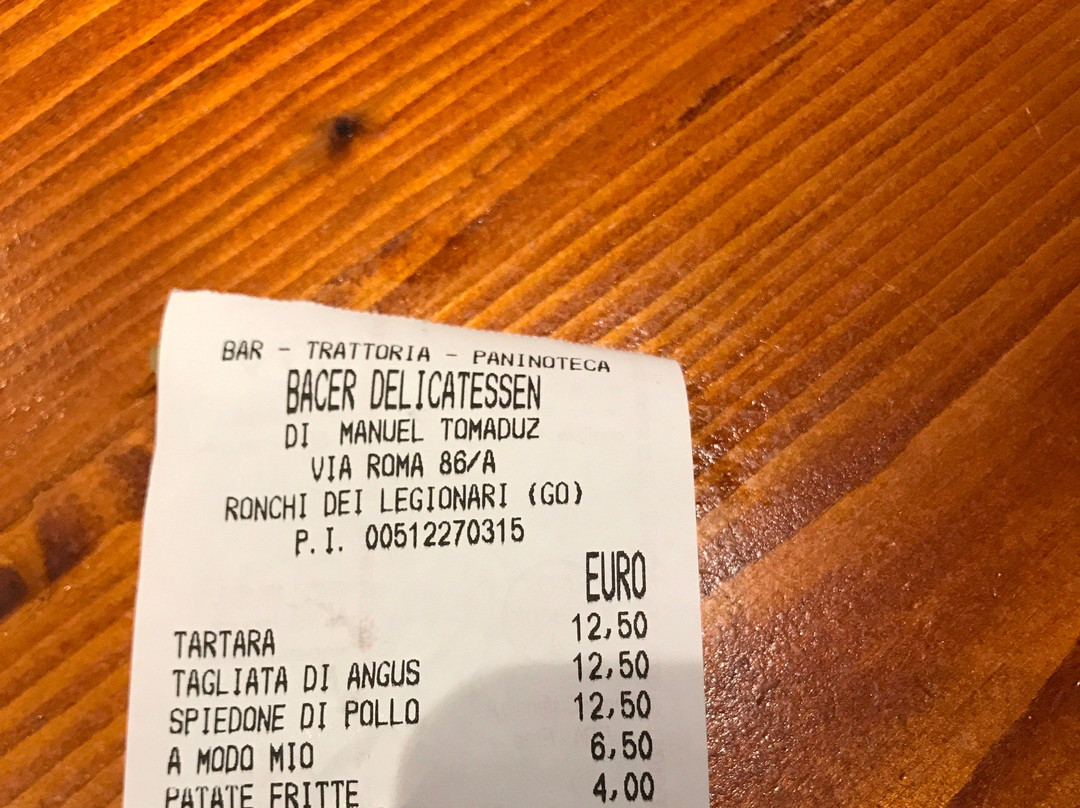 BAR - TRATTORIA - PANINOTECA
BACER DELICATESSEN
DI MANUEL TOMADUZ
VIA ROMA 86/A
RONCHI DEI LEGIONARI (GO)
P.I. 00512270315
EURO
TARTARA 12,50
TAGLIATA DI ANGUS 12,50
SPIEDONE DI POLLO 12,50
A MODO MIO 6,50
PATATE FRITTE 4,00